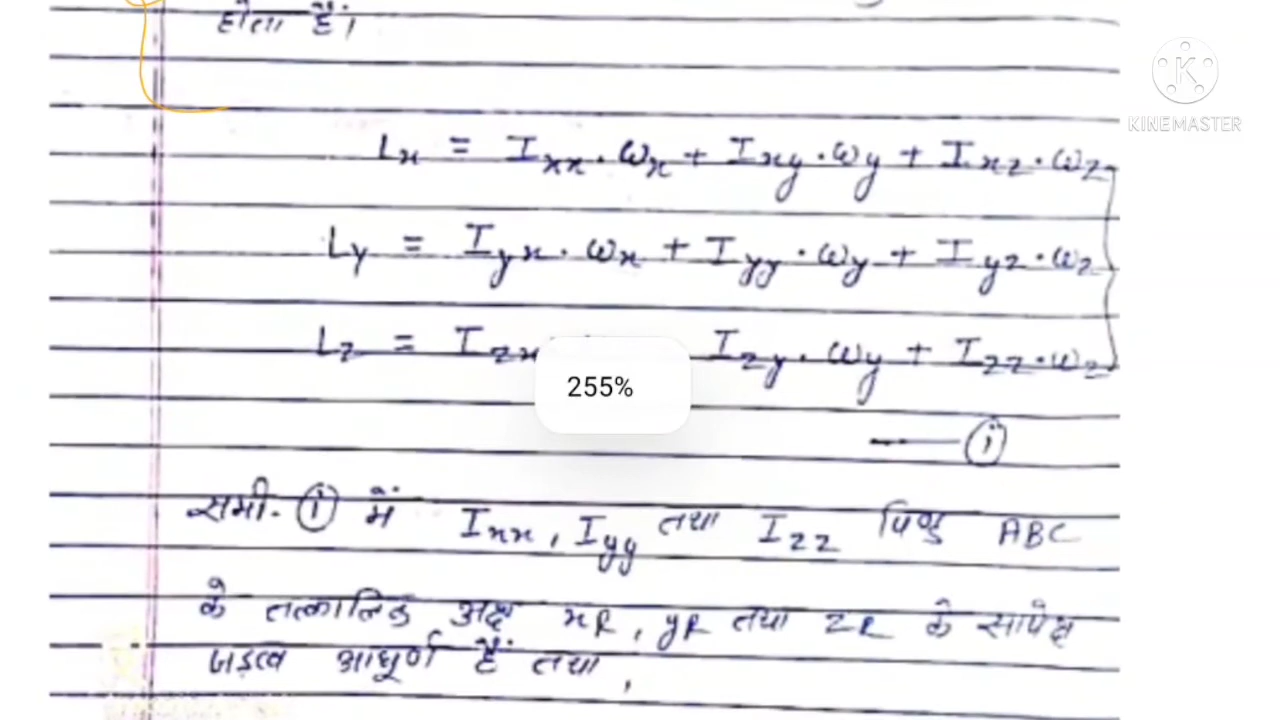 होता है।
KINEMASTER
Lx = Ixx . ωx + Ixy . ωy + Ixz . ωz
Ly = Iyx . ωx + Iyy . ωy + Iyz . ωz
Lz = Izx Izy . ωy + Izz . ωz
255%
— (i)
समी. (i) में Ixx, Iyy तथा Izz पिण्ड ABC
के तत्कालिक अक्ष xR, yR तथा ZR के सापेक्ष
जड़त्व आघूर्ण हैं तथा,